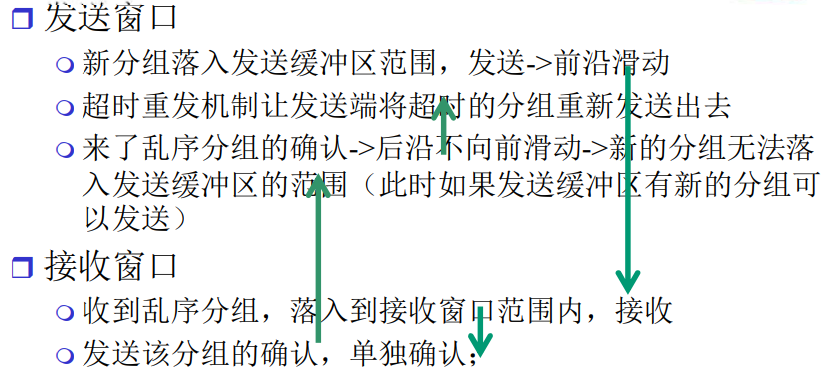 发送窗口
新分组落入发送缓冲区范围，发送->前沿滑动
超时重发机制让发送端将超时的分组重新发送出去
来了乱序分组的确认->后沿不向前滑动->新的分组无法落
入发送缓冲区的范围（此时如果发送缓冲区有新的分组可
以发送）
接收窗口
收到乱序分组，落入到接收窗口范围内，接收
发送该分组的确认，单独确认；